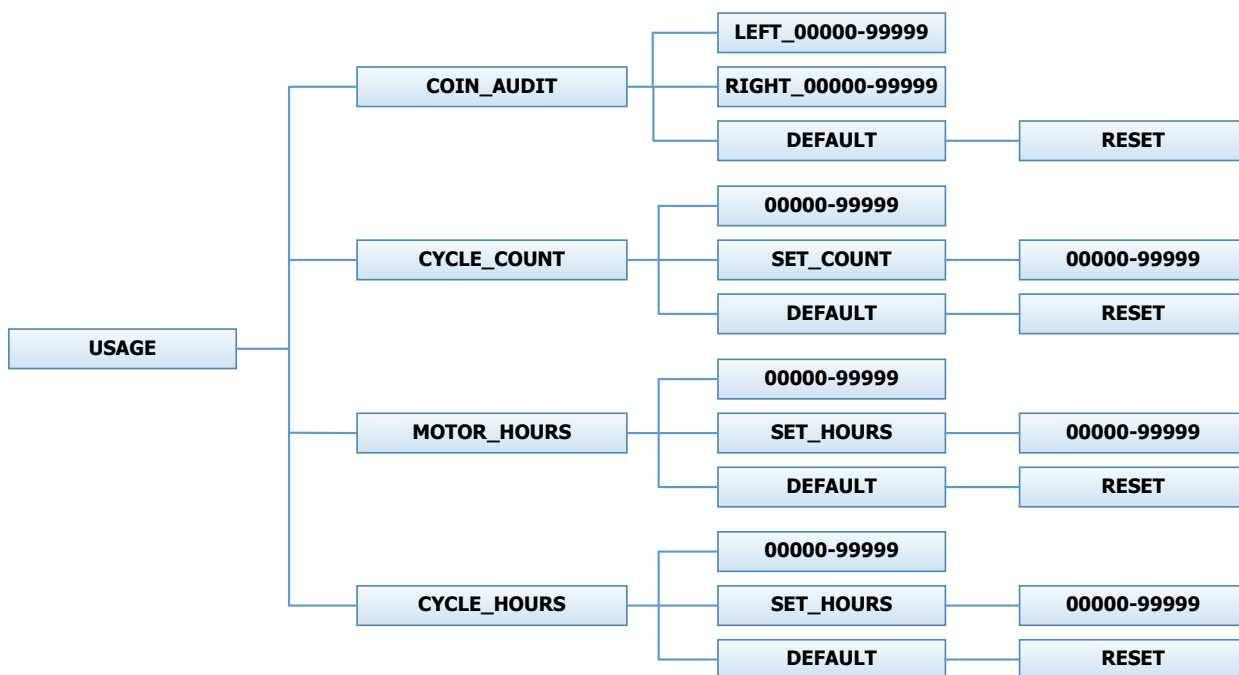 LEFT_00000-99999
COIN_AUDIT
RIGHT_00000-99999
DEFAULT
RESET
00000-99999
CYCLE_COUNT
SET_COUNT
00000-99999
DEFAULT
RESET
USAGE
00000-99999
MOTOR_HOURS
SET_HOURS
00000-99999
DEFAULT
RESET
00000-99999
CYCLE_HOURS
SET_HOURS
00000-99999
DEFAULT
RESET